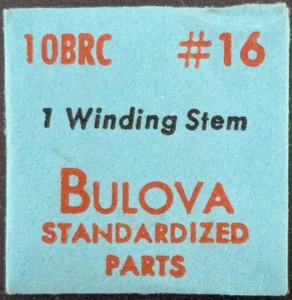 10BRC #16
1 Winding Stem
BULOVA
STANDARDIZED
PARTS